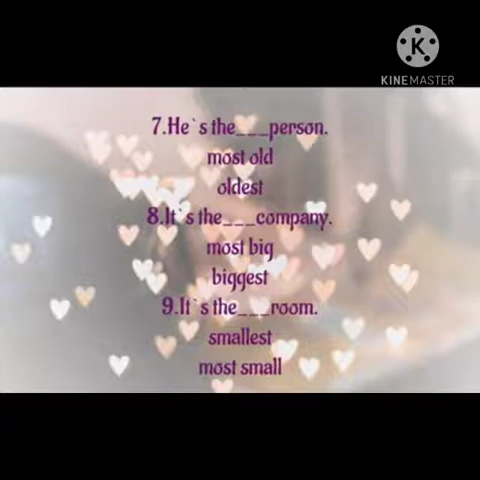 KINEMASTER
7.He`s the___person.
most old
oldest
8.It`s the___company.
most big
biggest
9.It`s the___room.
smallest
most small